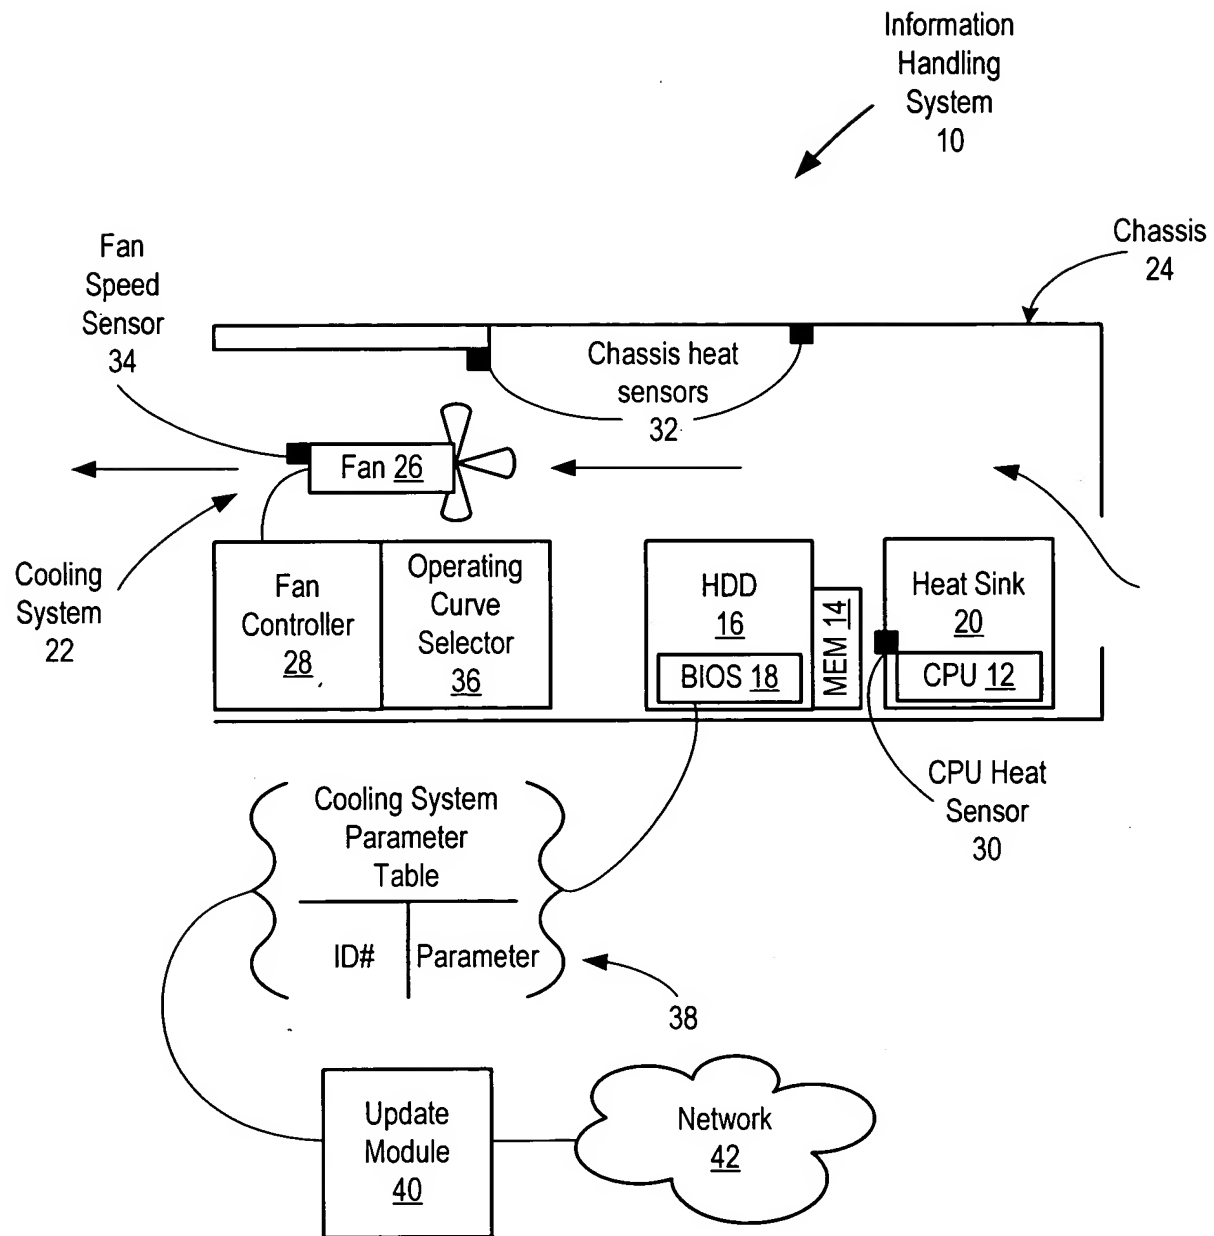 Information
Handling
System
10
Chassis
24
Fan
Speed
Sensor
34
Chassis heat
sensors
32
Fan 26
Cooling
System
22
Fan
Controller
28
Operating
Curve
Selector
36
HDD
16
BIOS 18
MEM 14
Heat Sink
20
CPU 12
CPU Heat
Sensor
30
Cooling System
Parameter
Table
ID#
Parameter
38
Update
Module
40
Network
42